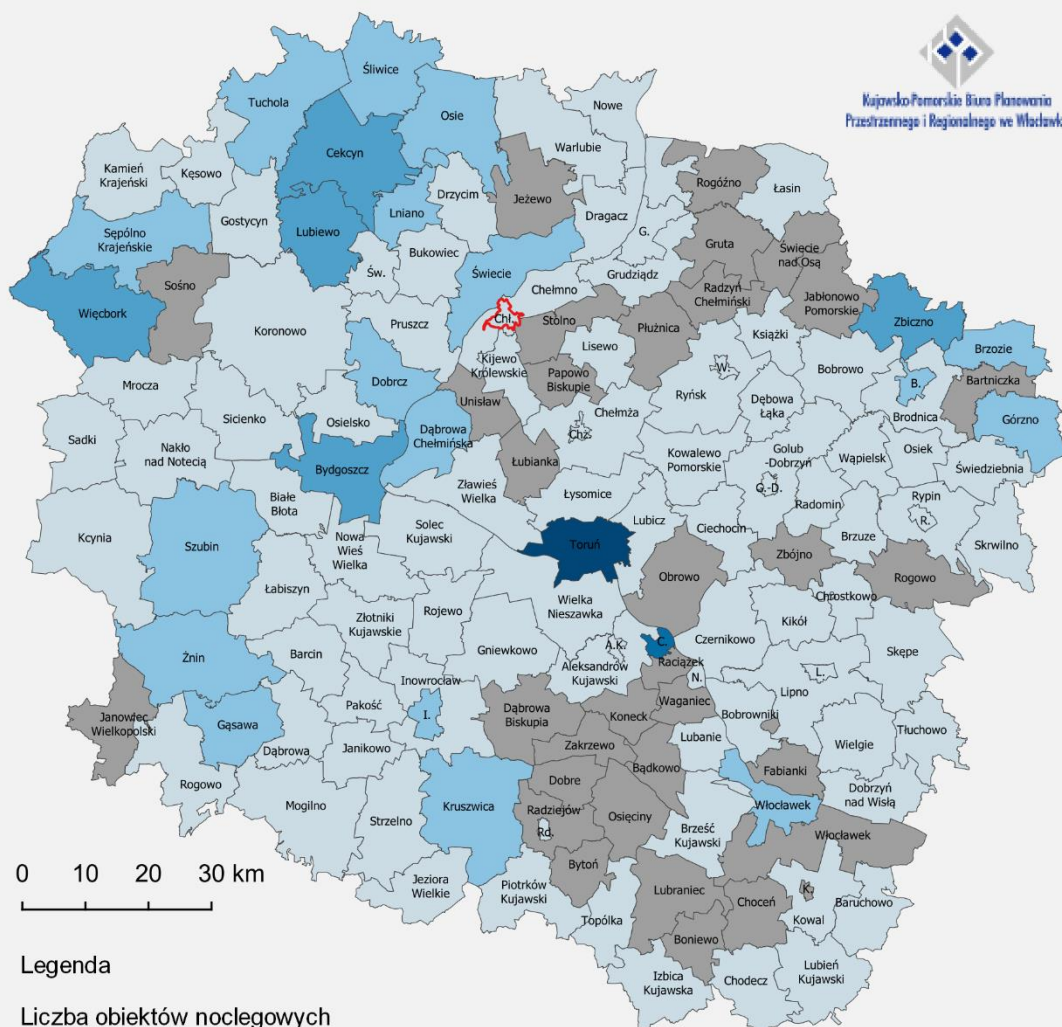 Kujawsko-Pomorskie Biuro Planowania
Przestrzennego i Regionalnego we Włocławku
Śliwice
Tuchola
Osie
Nowe
Warlubie
Cekcyn
Kamień
Krajeński
Kęsowo
Drzycim
Jeżewo
Rogóźno
Łasin
Lniano
Dragacz
Gostycyn
G.
Sępólno
Krajeńskie
Lubiewo
Gruta
Świecie
nad Osą
Bukowiec
Św.
Świecie
Grudziądz
Sośno
Chełmno
Radzyń
Chełmiński
Jabłonowo
Pomorskie
Więcbork
Zbiczno
Koronowo
Pruszcz
Chł.
Stolno
Płużnica
Książki
Lisewo
Brzozie
Kijewo
Królewskie
Bobrowo
W.
Mrocza
Dobrcz
Papowo
Biskupie
B.
Bartniczka
Ryńsk
Dębowa
Łąka
Unisław
Sicienko
Osielsko
Chełmża
Brodnica
Górzno
Dąbrowa
Chełmińska
Chż.
Sadki
Nakło
nad Notecią
Golub
-Dobrzyń
Wąpielsk
Osiek
Łubianka
Kowalewo
Pomorskie
Bydgoszcz
Świedziebnia
Zławieś
Wielka
Łysomice
G.-D.
Białe
Błota
Radomin
Rypin
R.
Lubicz
Ciechocin
Solec
Kujawski
Kcynia
Szubin
Nowa
Wieś
Wielka
Toruń
Brzuze
Skrwilno
Zbójno
Obrowo
Rogowo
Łabiszyn
Chrostkowo
Wielka
Nieszawka
Złotniki
Kujawskie
Rojewo
Kikół
Czernikowo
A.K.
C.
Gniewkowo
Skępe
Żnin
Barcin
Aleksandrów
Kujawski
Raciążek
N.
L.
Inowrocław
Lipno
Pakość
Waganiec
Dąbrowa
Biskupia
I.
Bobrowniki
Janowiec
Wielkopolski
Gąsawa
Koneck
Tłuchowo
Lubanie
Wielgie
Dąbrowa
Janikowo
Zakrzewo
Bądkowo
Fabianki
Rogowo
Dobre
Dobrzyń
nad Wisłą
Mogilno
Kruszwica
Włocławek
Radziejów
Osięciny
Strzelno
Rd.
Brześć
Kujawski
Włocławek
Bytoń
0 10 20 30 km
Jeziora
Wielkie
Piotrków
Kujawski
Lubraniec
K.
Choceń
Baruchowo
Topólka
Kowal
Boniewo
Lubień
Kujawski
Izbica
Kujawska
Chodecz
Legenda
Liczba obiektów noclegowych